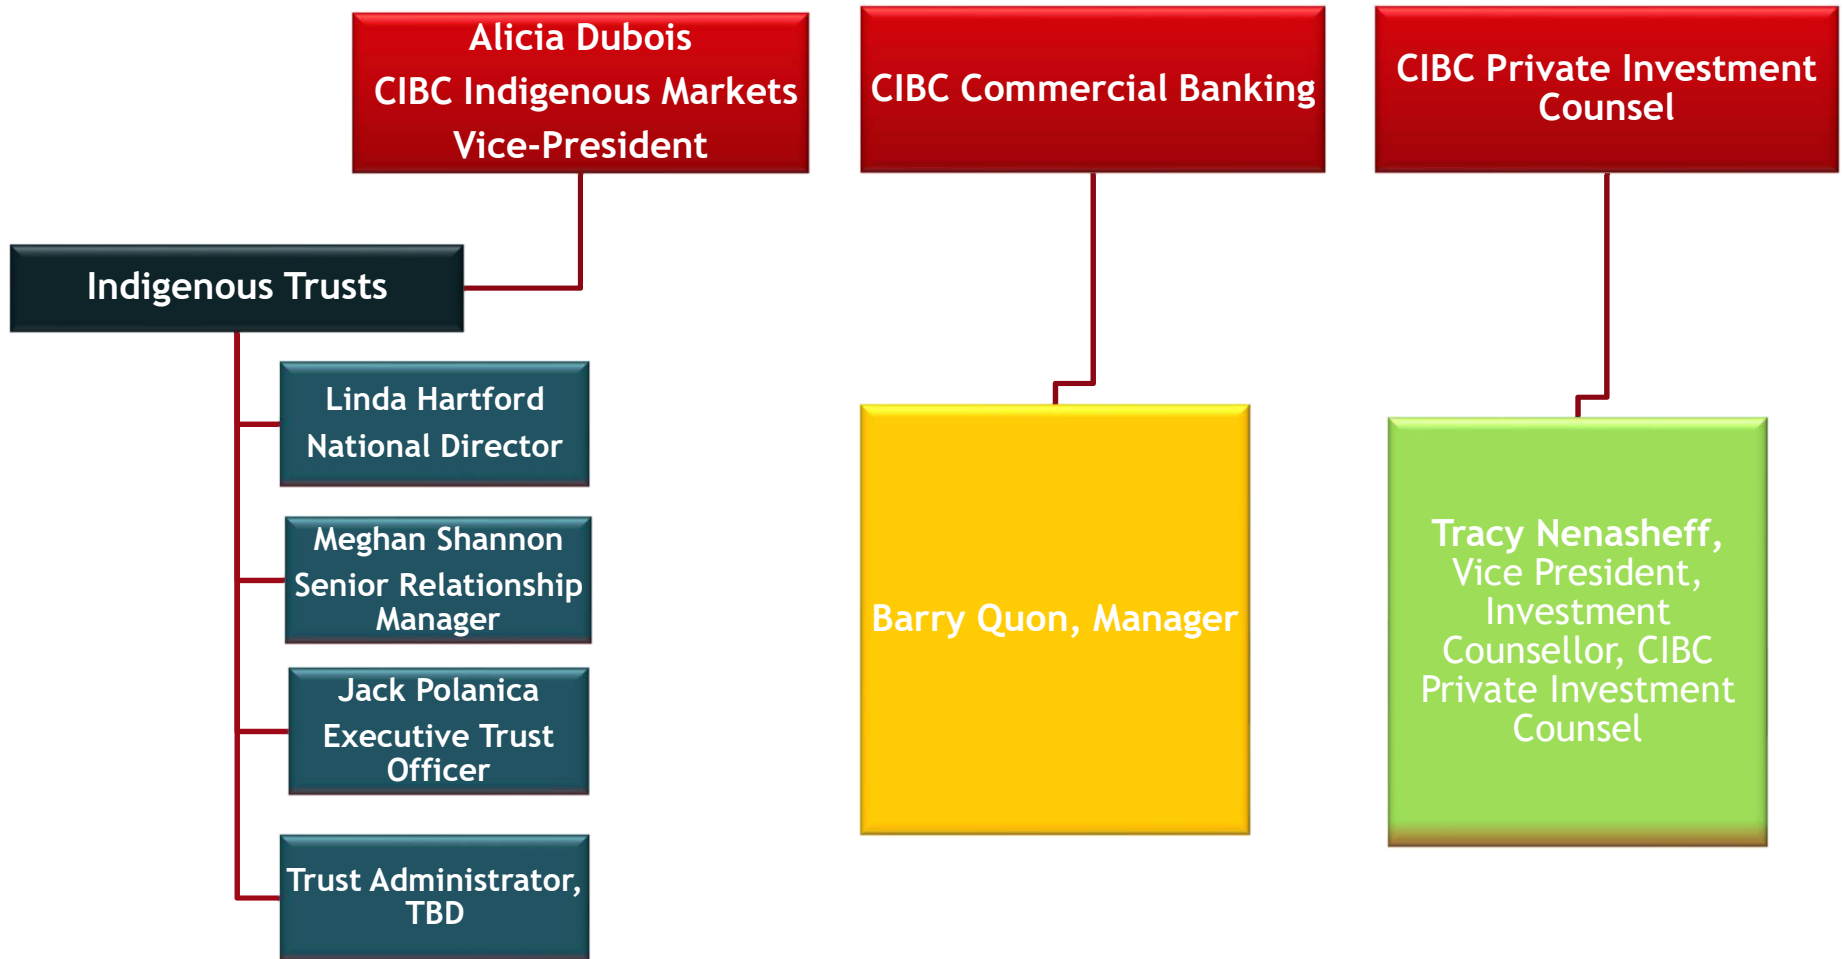 Alicia Dubois
CIBC Indigenous Markets
Vice-President
CIBC Commercial Banking
CIBC Private Investment
Counsel
Indigenous Trusts
Linda Hartford
National Director
Meghan Shannon
Senior Relationship
Manager
Jack Polanica
Executive Trust
Officer
Trust Administrator,
TBD
Barry Quon, Manager
Tracy Nenasheff,
Vice President,
Investment
Counsellor, CIBC
Private Investment
Counsel